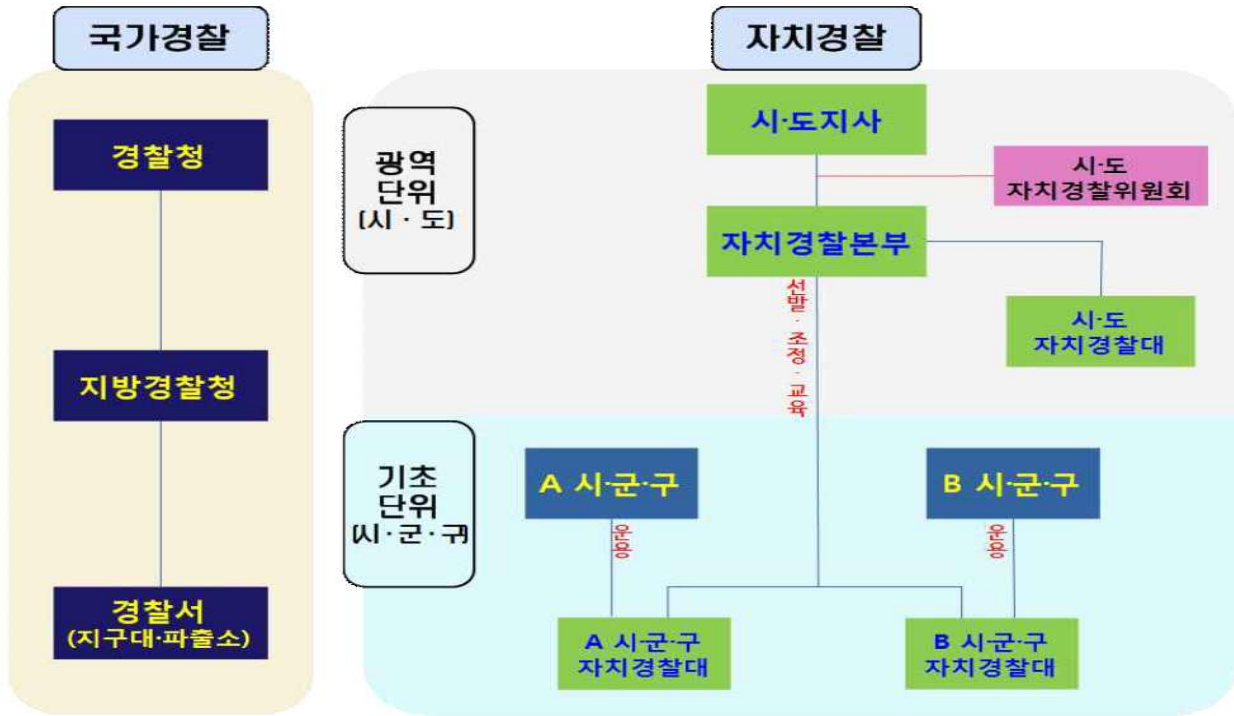 국가경찰
자치경찰
경찰청
지방경찰청
경찰서
(지구대·파출소)
광역
단위
(시·도)
시·도지사
시·도
자치경찰위원회
자치경찰본부
선발·조정·교육
시·도
자치경찰대
기초
단위
(시·군·구)
A 시·군·구
B 시·군·구
운용
운용
A 시·군·구
자치경찰대
B 시·군·구
자치경찰대